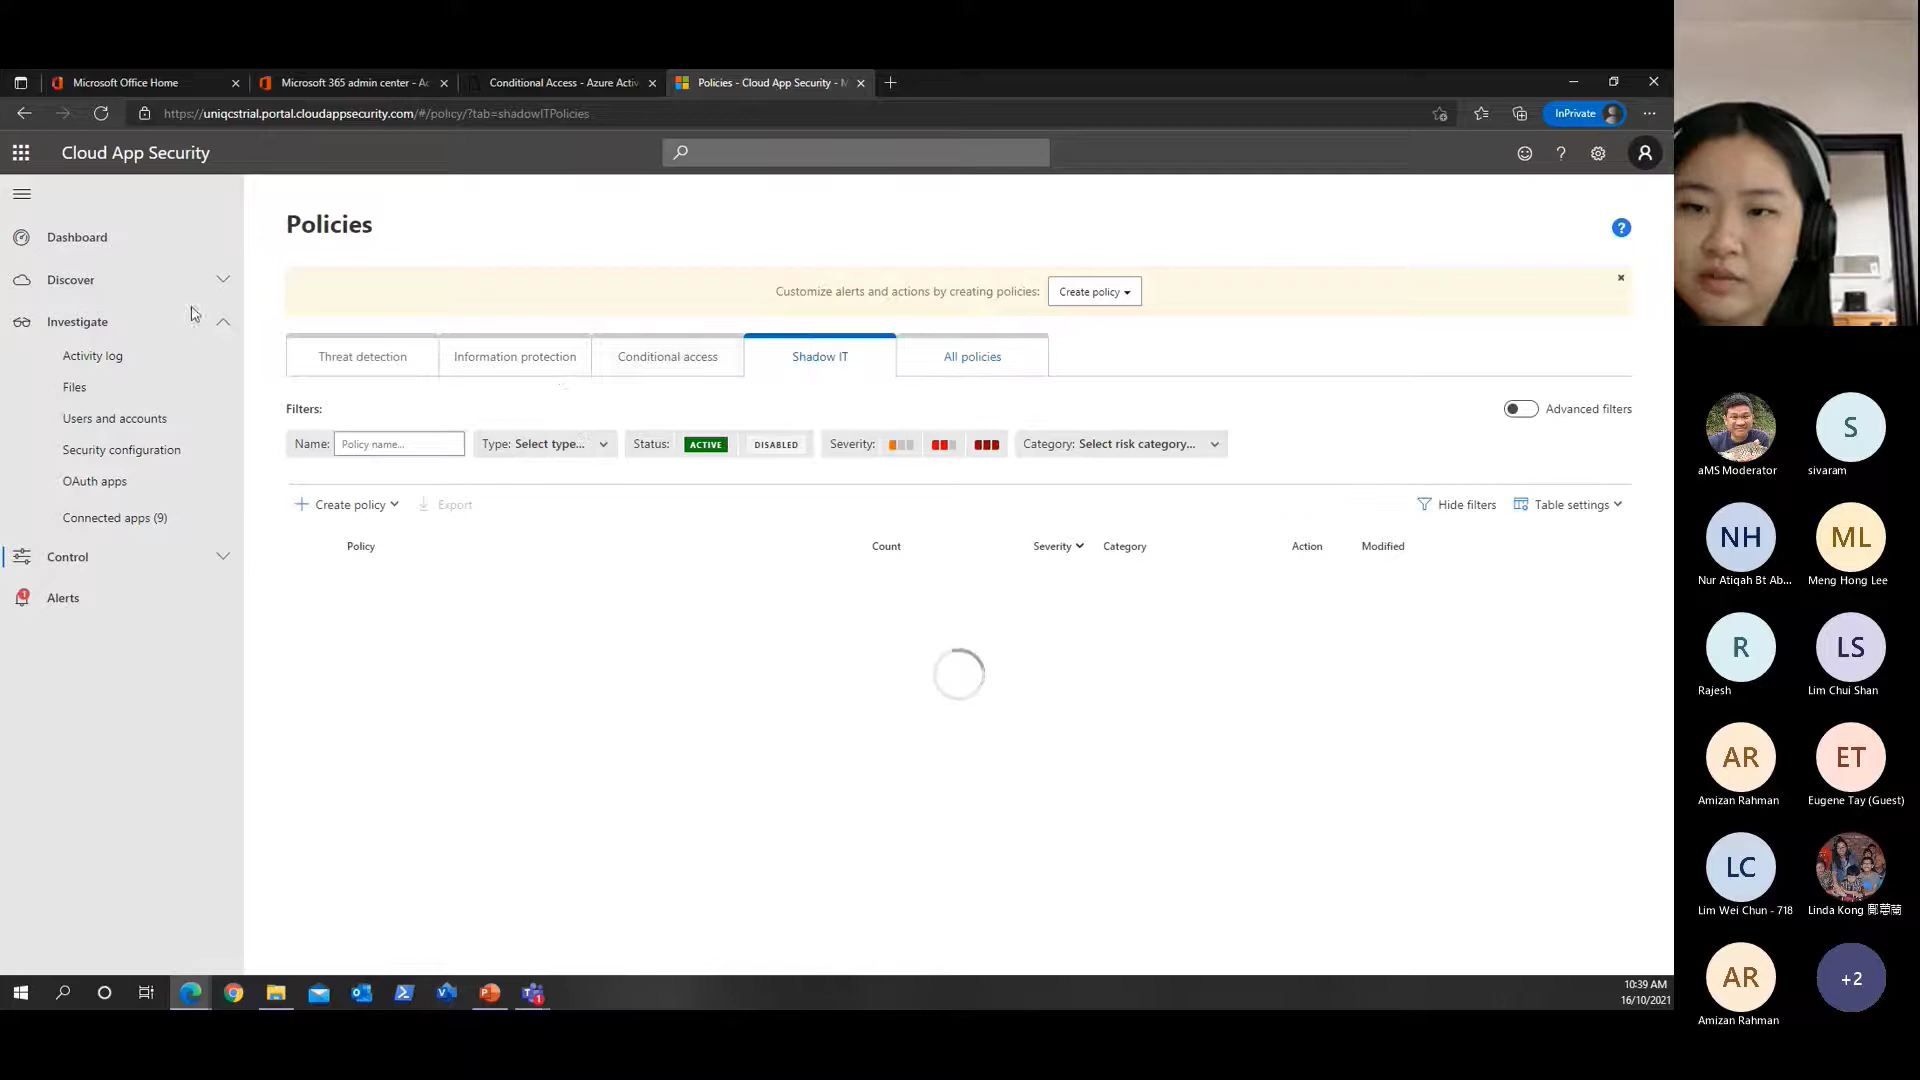 Microsoft Office Home
Microsoft 365 admin center - Ac
Conditional Access - Azure Activ
Policies - Cloud App Security - M
https://uniqcstrial.portal.cloudappsecurity.com/#/policy/?tab=shadowITPolicies
InPrivate
Cloud App Security
Dashboard
Discover
Investigate
Activity log
Files
Users and accounts
Security configuration
OAuth apps
Connected apps (9)
Control
1
Alerts
Policies
?
Customize alerts and actions by creating policies:
Create policy
Threat detection
Information protection
Conditional access
Shadow IT
All policies
Filters:
Advanced filters
Name:
Policy name...
Type: Select type...
Status:
ACTIVE
DISABLED
Severity:
Category: Select risk category...
Create policy
Export
Hide filters
Table settings
Policy
Count
Severity
Category
Action
Modified
10:39 AM
16/10/2021
aMS Moderator
S
sivaram
NH
Nur Atiqah Bt Ab...
ML
Meng Hong Lee
R
Rajesh
LS
Lim Chui Shan
AR
Amizan Rahman
ET
Eugene Tay (Guest)
LC
Lim Wei Chun - 718
Linda Kong
AR
Amizan Rahman
+2